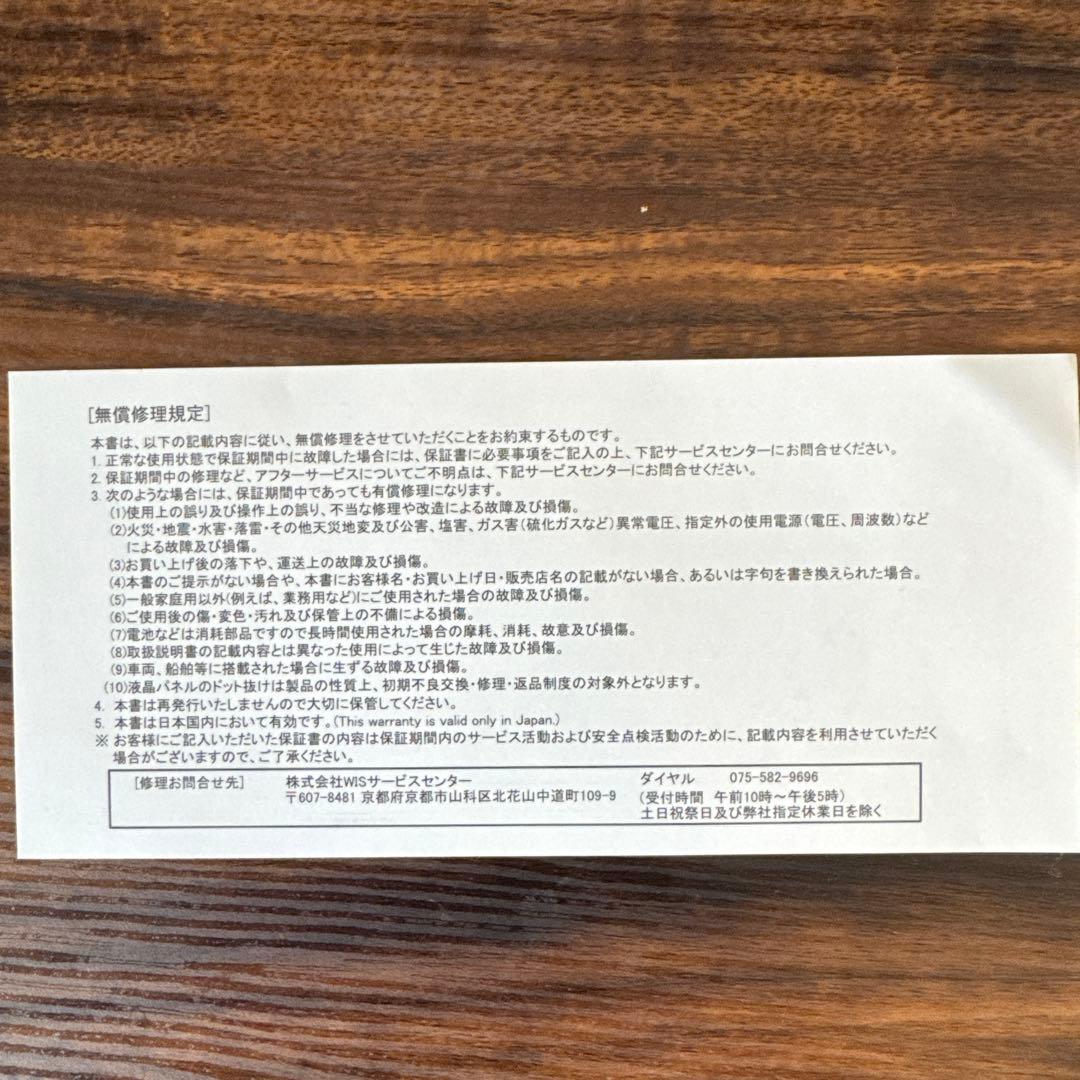 [無償修理規定]
本書は、以下の記載内容に従い、無償修理をさせていただくことをお約束するものです。
1. 正常な使用状態で保証期間中に故障した場合には、保証書に必要事項をご記入の上、下記サービスセンターにお問合せください。
2. 保証期間中の修理など、アフターサービスについてご不明点は、下記サービスセンターにお問合せください。
3. 次のような場合には、保証期間中であっても有償修理になります。
(1)使用上の誤り及び操作上の誤り、不当な修理や改造による故障及び損傷。
(2)火災・地震・水害・落雷・その他天災地変及び公害、塩害、ガス害(硫化ガスなど)異常電圧、指定外の使用電源(電圧、周波数)など
による故障及び損傷。
(3)お買い上げ後の落下や、運送上の故障及び損傷。
(4)本書のご提示がない場合や、本書にお客様名・お買い上げ日・販売店名の記載がない場合、あるいは字句を書き換えられた場合。
(5)一般家庭用以外(例えば、業務用など)にご使用された場合の故障及び損傷。
(6)ご使用後の傷・変色・汚れ及び保管上の不備による損傷。
(7)電池などは消耗部品ですので長時間使用された場合の摩耗、消耗、故意及び損傷。
(8)取扱説明書の記載内容とは異なった使用によって生じた故障及び損傷。
(9)車両、船舶等に搭載された場合に生ずる故障及び損傷。
(10)液晶パネルのドット抜けは製品の性質上、初期不良交換・修理・返品制度の対象外となります。
4. 本書は再発行いたしませんので大切に保管してください。
5. 本書は日本国内において有効です。(This warranty is valid only in Japan.)
※ お客様にご記入いただいた保証書の内容は保証期間内のサービス活動および安全点検活動のために、記載内容を利用させていただく
場合がございますので、ご了承ください。
[修理お問合せ先] 株式会社WISサービスセンター ダイヤル 075-582-9696
〒607-8481 京都府京都市山科区北花山中道町109-9 (受付時間 午前10時～午後5時)
土日祝祭日及び弊社指定休業日を除く